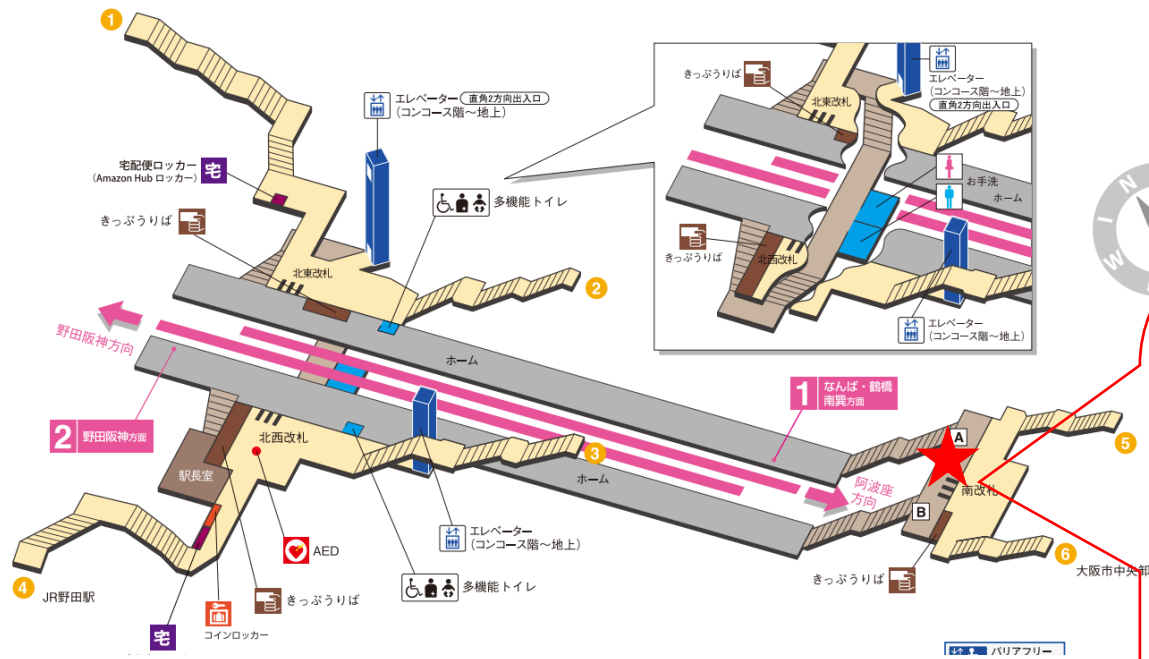 1
エレベーター 直角2方向出入口
(コンコース階〜地上)
宅配便ロッカー
(Amazon Hub ロッカー)
宅
多機能トイレ
きっぷうりば
北東改札
2
野田阪神方向
ホーム
1 なんば・鶴橋
南巽方面
2 野田阪神方面
北西改札
駅長室
3
ホーム
阿波座
方向
A
B
南改札
5
6
きっぷうりば
大阪市中央卸
エレベーター
(コンコース階〜地上)
AED
多機能トイレ
きっぷうりば
4
JR野田駅
コインロッカー
宅
バリアフリー
きっぷうりば
北東改札
エレベーター
(コンコース階〜地上)
直角2方向出入口
お手洗
ホーム
きっぷうりば
北西改札
エレベーター
(コンコース階〜地上)
N
I
W